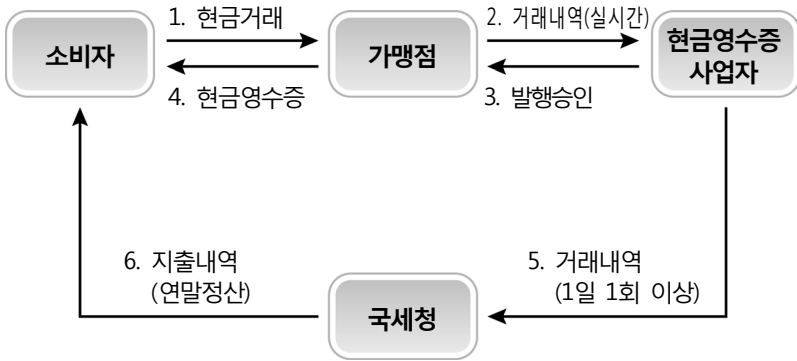 1. 현금거래
2. 거래내역(실시간)
소비자
가맹점
현금영수증
사업자
4. 현금영수증
3. 발행승인
6. 지출내역
(연말정산)
5. 거래내역
(1일 1회 이상)
국세청